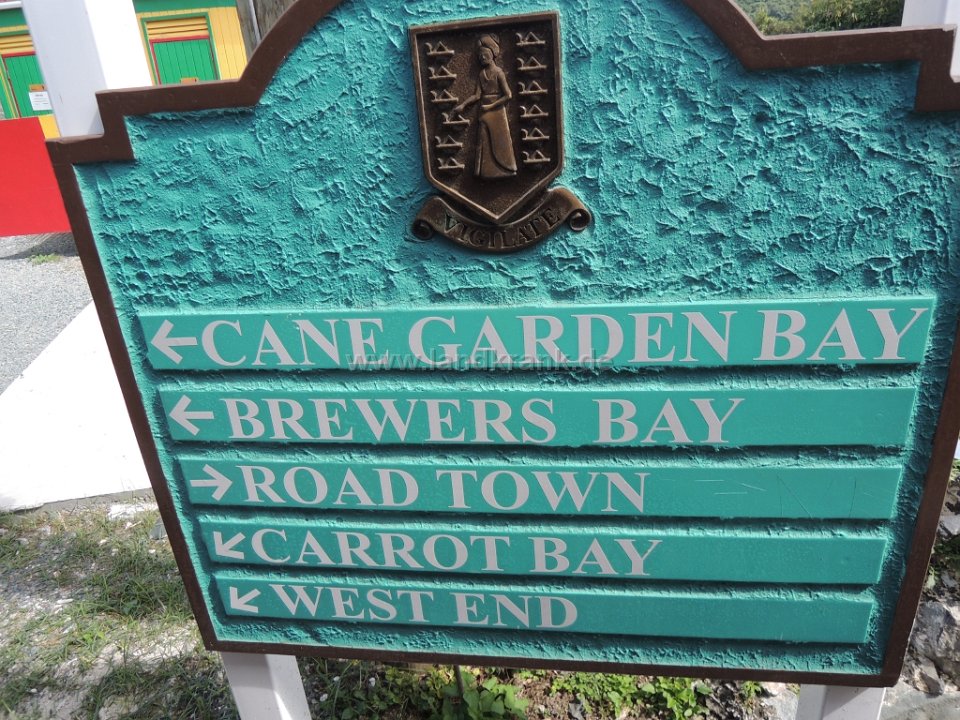 VIGILATE
← CANE GARDEN BAY
www.landkrank.de
← BREWERS BAY
→ ROAD TOWN
↙ CARROT BAY
↙ WEST END